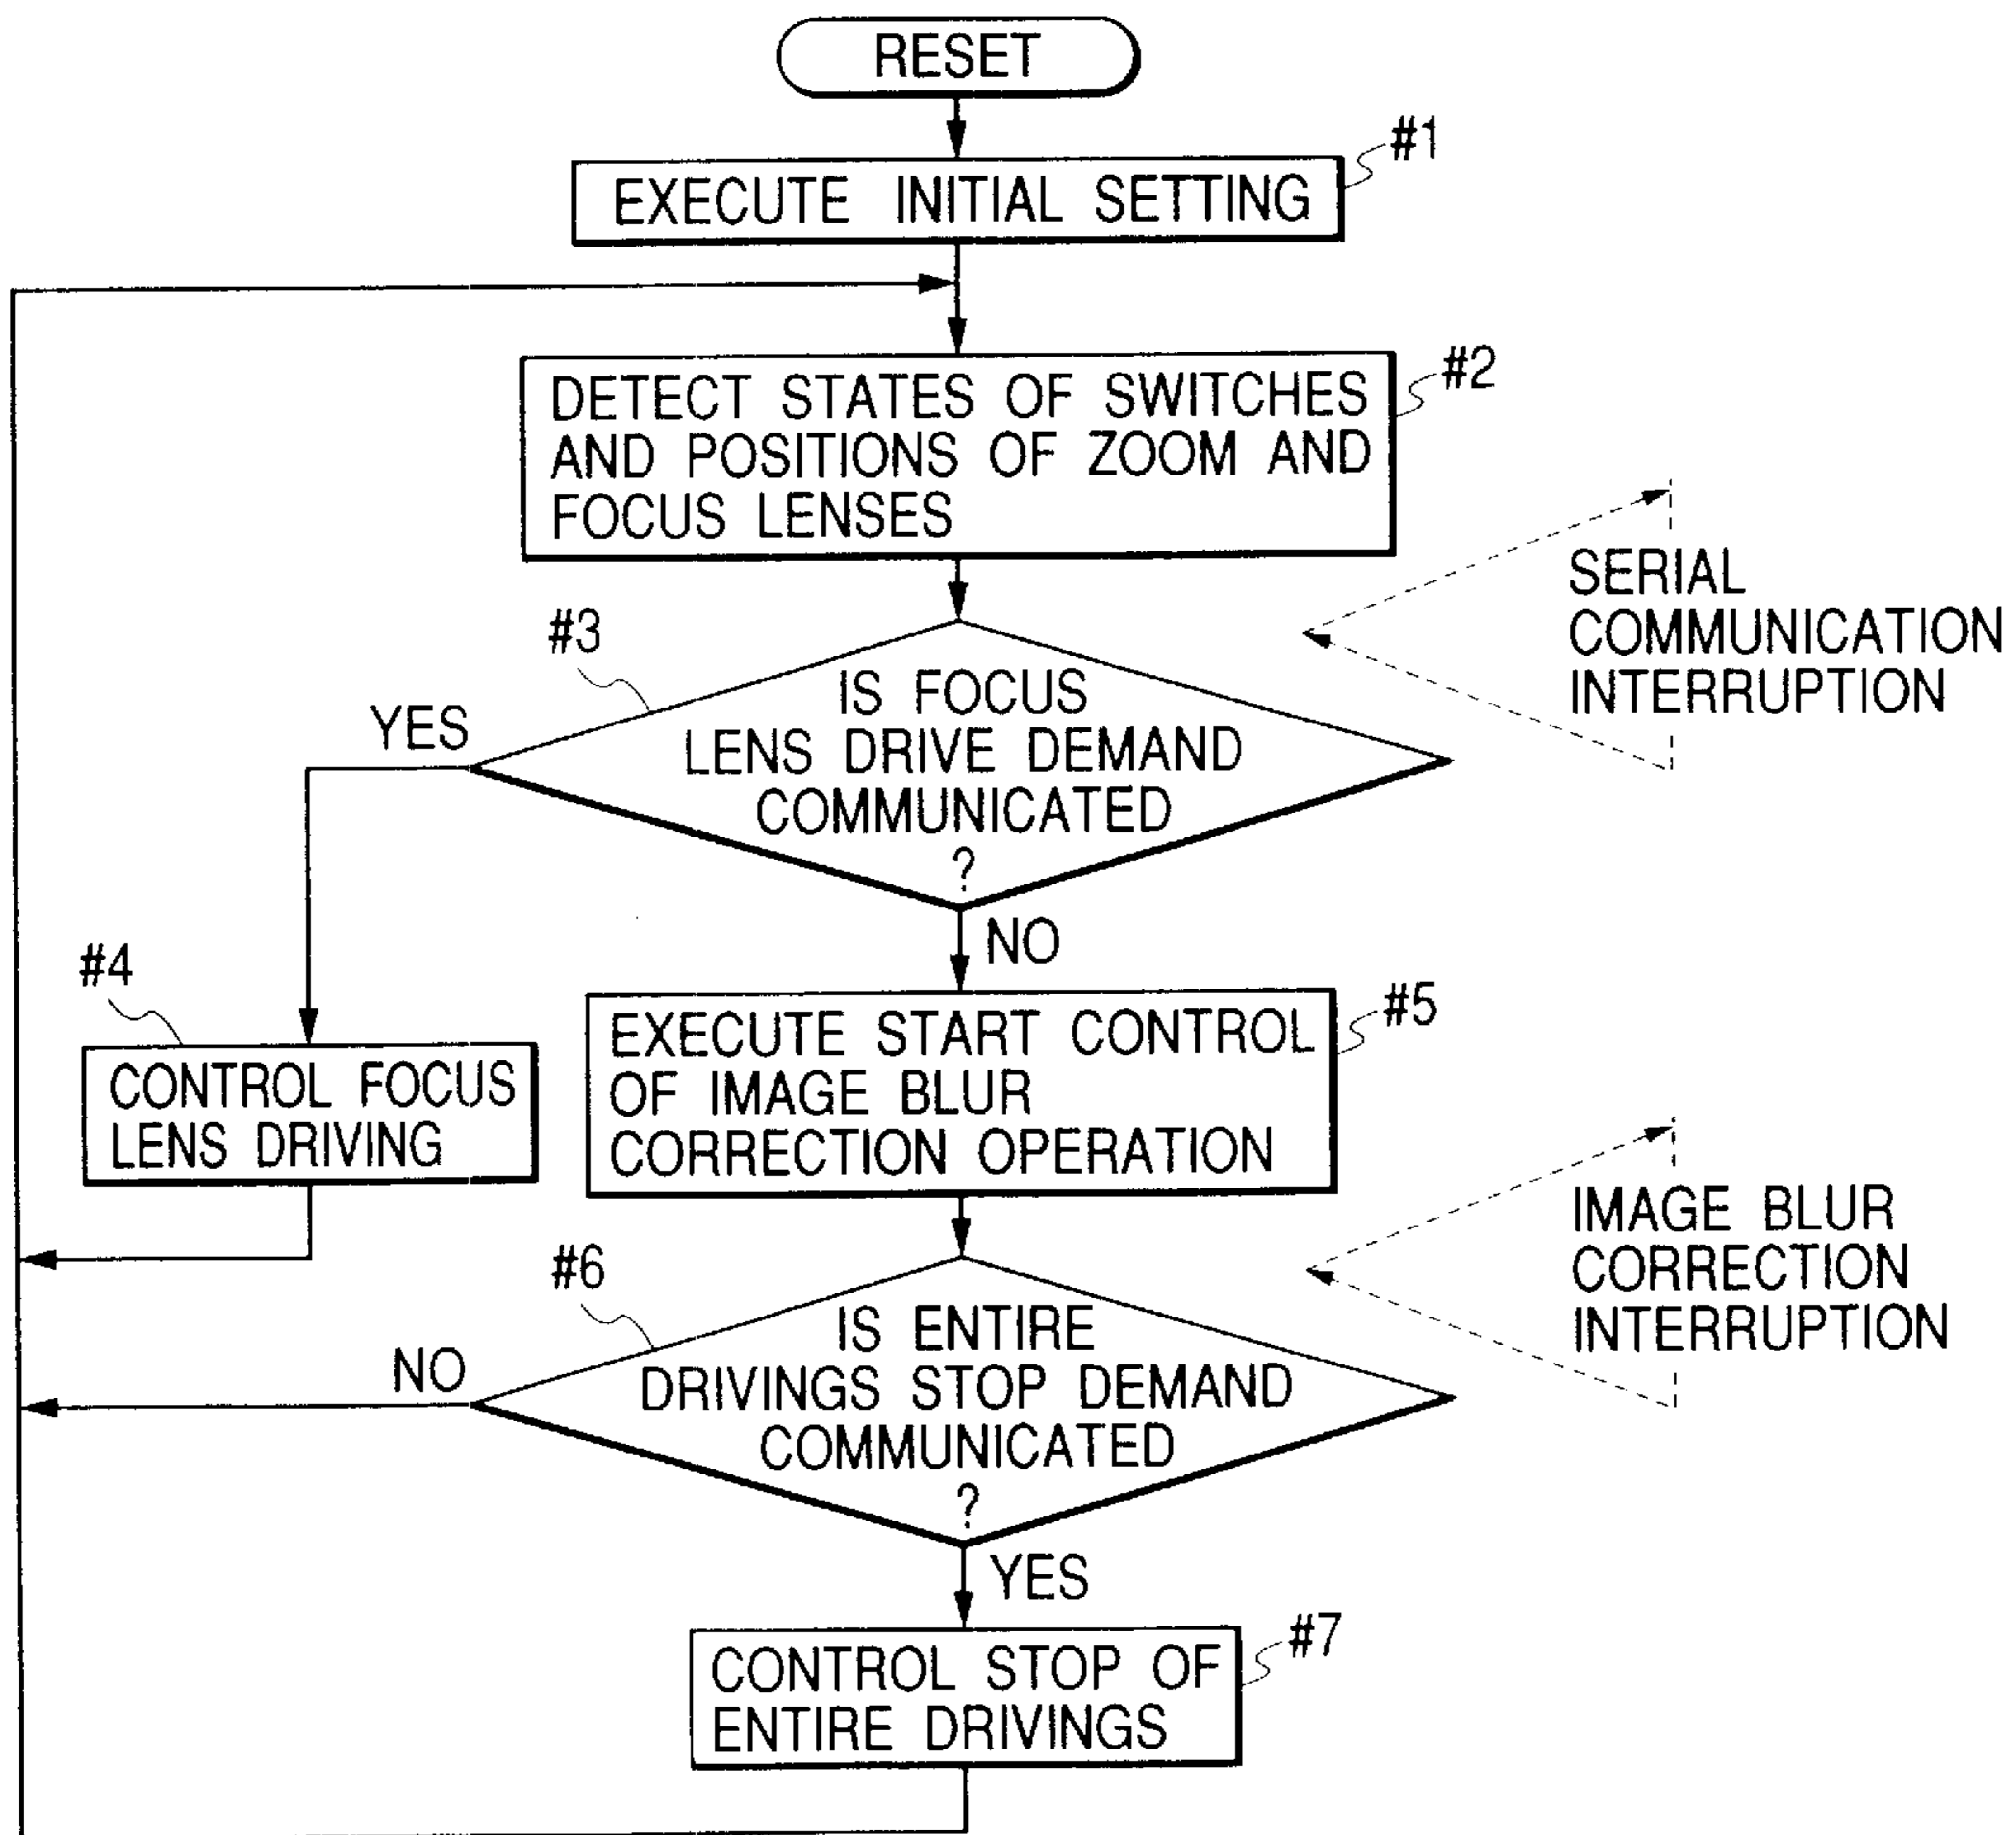 RESET
#1
EXECUTE INITIAL SETTING
#2
DETECT STATES OF SWITCHES
AND POSITIONS OF ZOOM AND
FOCUS LENSES
SERIAL
COMMUNICATION
INTERRUPTION
#3
IS FOCUS
LENS DRIVE DEMAND
COMMUNICATED
?
YES
NO
#4
CONTROL FOCUS
LENS DRIVING
#5
EXECUTE START CONTROL
OF IMAGE BLUR
CORRECTION OPERATION
IMAGE BLUR
CORRECTION
INTERRUPTION
#6
IS ENTIRE
DRIVINGS STOP DEMAND
COMMUNICATED
?
NO
YES
#7
CONTROL STOP OF
ENTIRE DRIVINGS